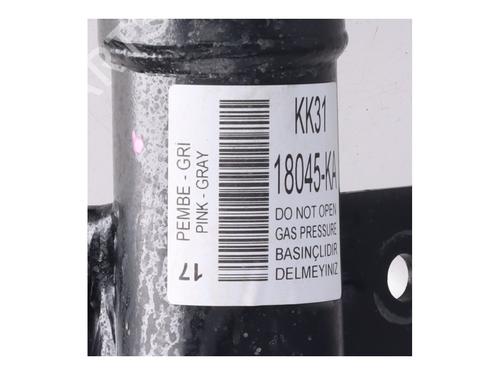 KK31
18045-KA
DO NOT OPEN
GAS PRESSURE
BASINÇLIDIR
DELMEYINIZ
PEMBE - GRİ
PINK - GRAY
17